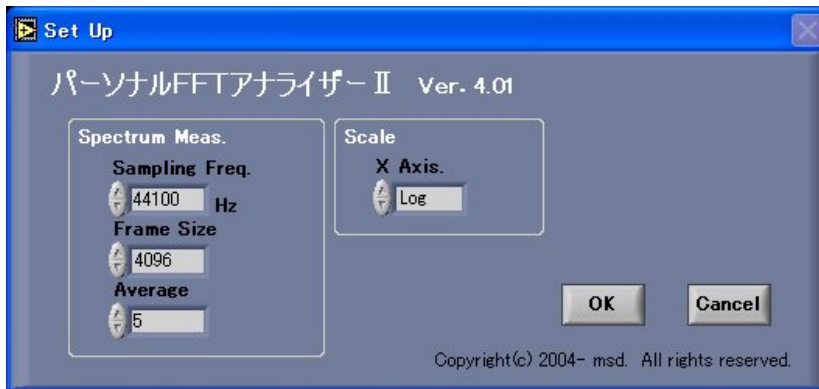 Set Up
パーソナルFFTアナライザーⅡ Ver. 4.01
Spectrum Meas.
Sampling Freq.
44100 Hz
Frame Size
4096
Average
5
Scale
X Axis.
Log
OK
Cancel
Copyright(c) 2004- msd. All rights reserved.